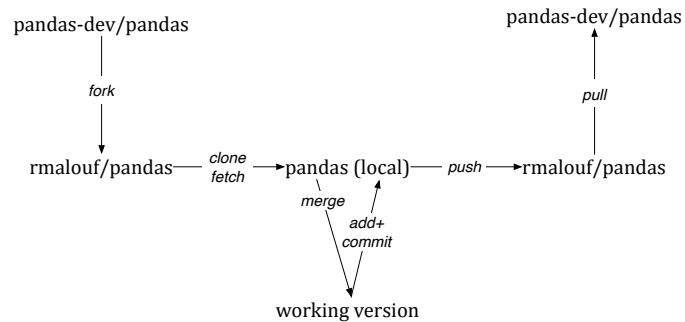 pandas-dev/pandas
pandas-dev/pandas
fork
pull
rmalouf/pandas
clone
fetch
pandas (local)
push
rmalouf/pandas
merge
add+
commit
working version